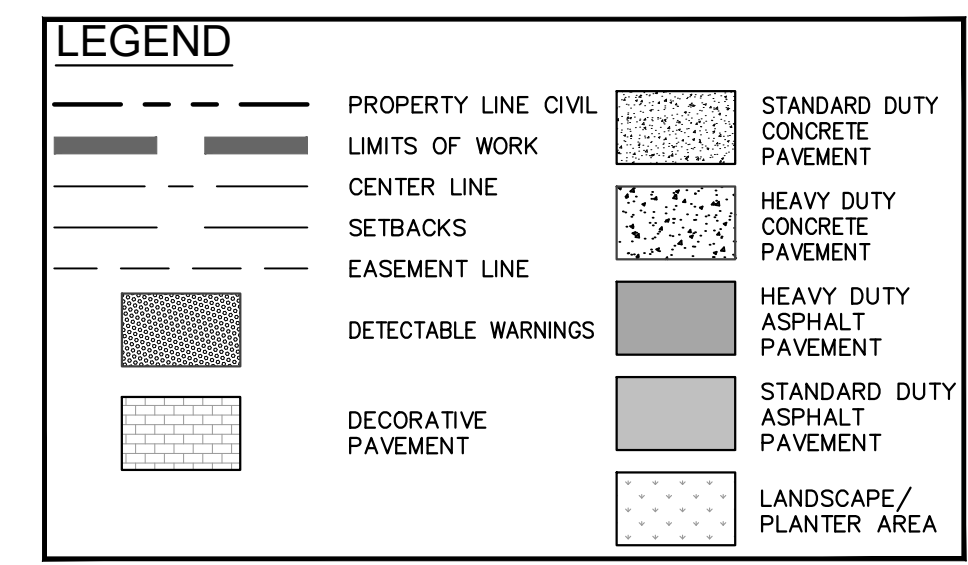 LEGEND
PROPERTY LINE CIVIL
LIMITS OF WORK
CENTER LINE
SETBACKS
EASEMENT LINE
DETECTABLE WARNINGS
DECORATIVE
PAVEMENT
STANDARD DUTY
CONCRETE
PAVEMENT
HEAVY DUTY
CONCRETE
PAVEMENT
HEAVY DUTY
ASPHALT
PAVEMENT
STANDARD DUTY
ASPHALT
PAVEMENT
LANDSCAPE/
PLANTER AREA